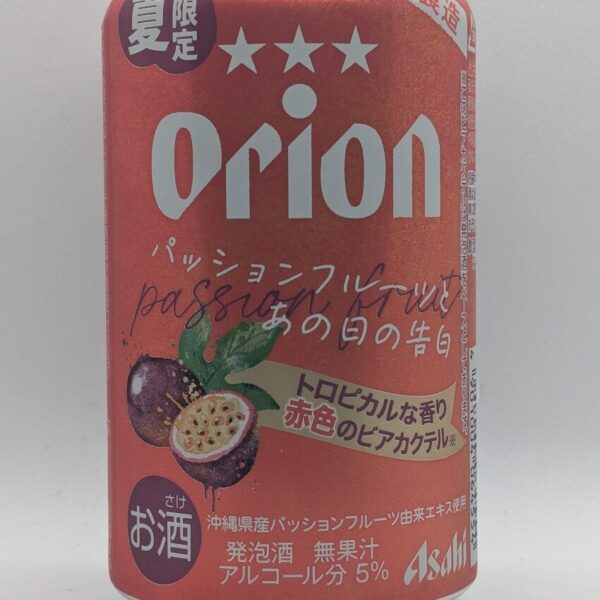 夏
限定
製造
Orion
パッションフルーツと
passion fruit
あの日の告白
トロピカルな香り
赤色のビアカクテル※
さけ
お酒
沖縄県産パッションフルーツ由来エキス使用
発泡酒 無果汁
アルコール分 5%
Asahi